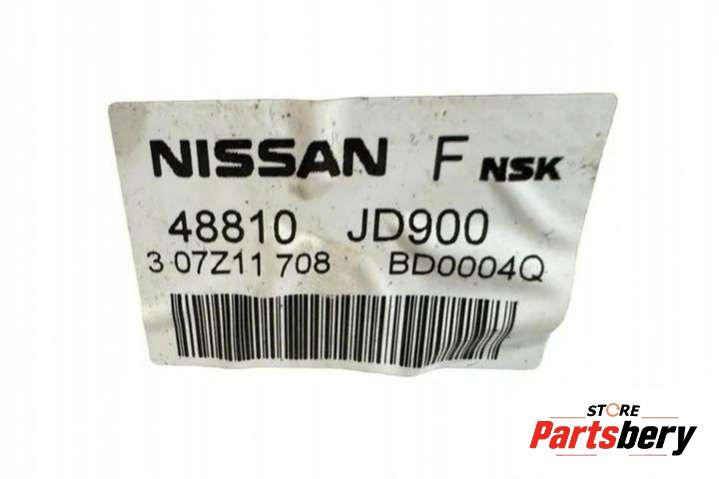 NISSAN F NSK
48810 JD900
3 07Z11 708 BD0004Q
STORE
Partsbery